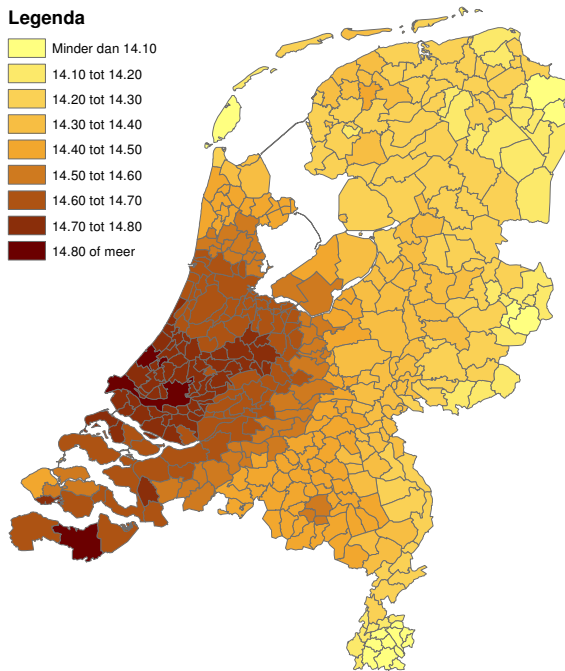 Legenda
Minder dan 14.10
14.10 tot 14.20
14.20 tot 14.30
14.30 tot 14.40
14.40 tot 14.50
14.50 tot 14.60
14.60 tot 14.70
14.70 tot 14.80
14.80 of meer